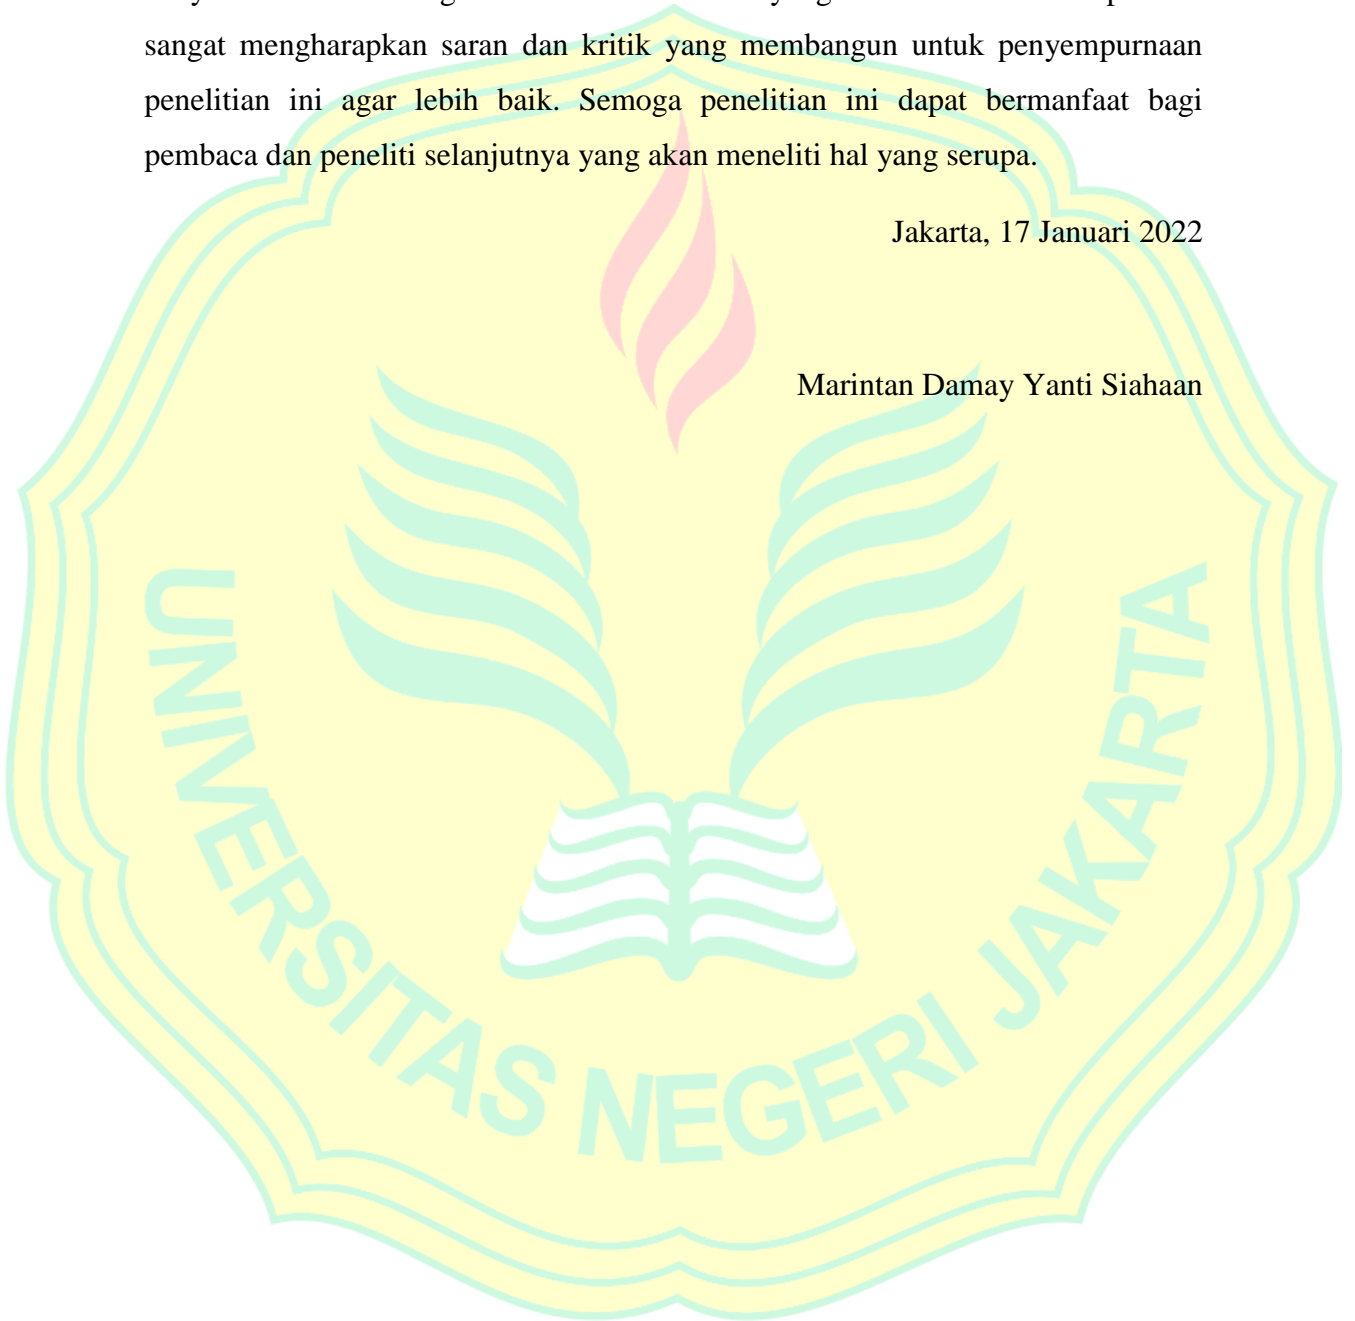 sangat mengharapkan saran dan kritik yang membangun untuk penyempurnaan
penelitian ini agar lebih baik. Semoga penelitian ini dapat bermanfaat bagi
pembaca dan peneliti selanjutnya yang akan meneliti hal yang serupa.
Jakarta, 17 Januari 2022
Marintan Damay Yanti Siahaan
UNIVERSITAS NEGERI JAKARTA